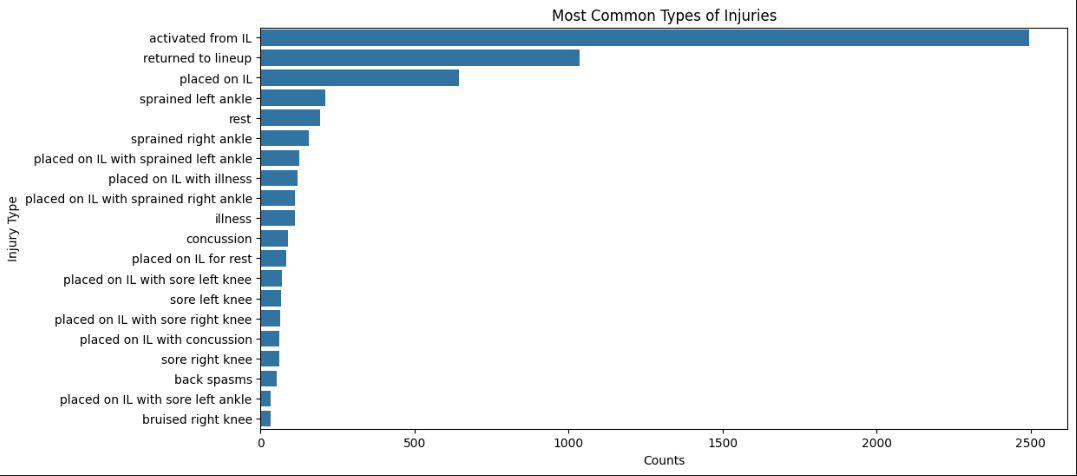 Most Common Types of Injuries
activated from IL
returned to lineup
placed on IL
sprained left ankle
rest
sprained right ankle
placed on IL with sprained left ankle
placed on IL with illness
placed on IL with sprained right ankle
illness
concussion
placed on IL for rest
placed on IL with sore left knee
sore left knee
placed on IL with sore right knee
placed on IL with concussion
sore right knee
back spasms
placed on IL with sore left ankle
bruised right knee
Injury Type
0 500 1000 1500 2000 2500
Counts